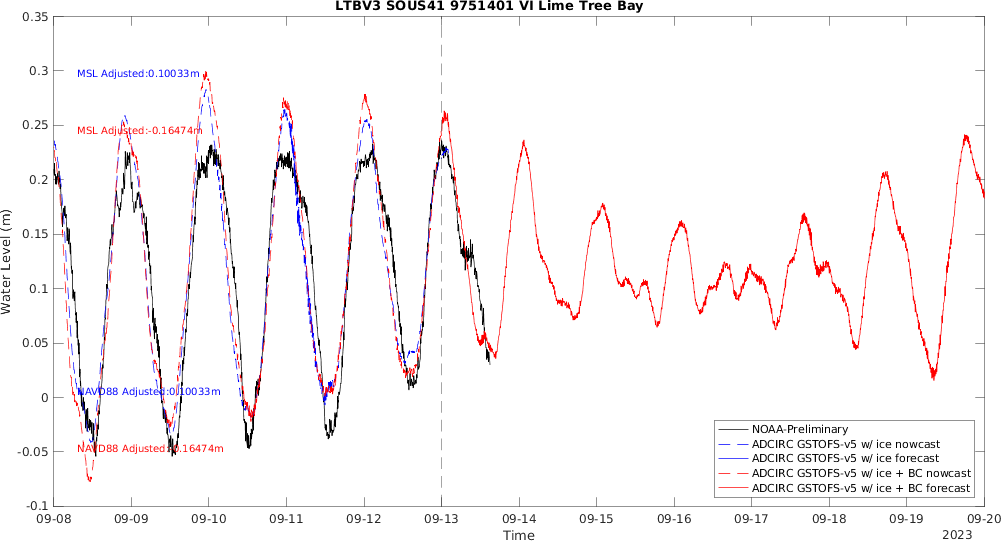 LTBV3 SOUS41 9751401 VI Lime Tree Bay
0.35
0.3
0.25
0.2
0.15
0.1
0.05
0
-0.05
-0.1
Water Level (m)
MSL Adjusted:0.10033m
MSL Adjusted:-0.16474m
NAVD88 Adjusted:0.10033m
NAVD88 Adjusted:-0.16474m
NOAA-Preliminary
ADCIRC GSTOFS-v5 w/ ice nowcast
ADCIRC GSTOFS-v5 w/ ice forecast
ADCIRC GSTOFS-v5 w/ ice + BC nowcast
ADCIRC GSTOFS-v5 w/ ice + BC forecast
09-08 09-09 09-10 09-11 09-12 09-13 09-14 09-15 09-16 09-17 09-18 09-19 09-20
Time
2023